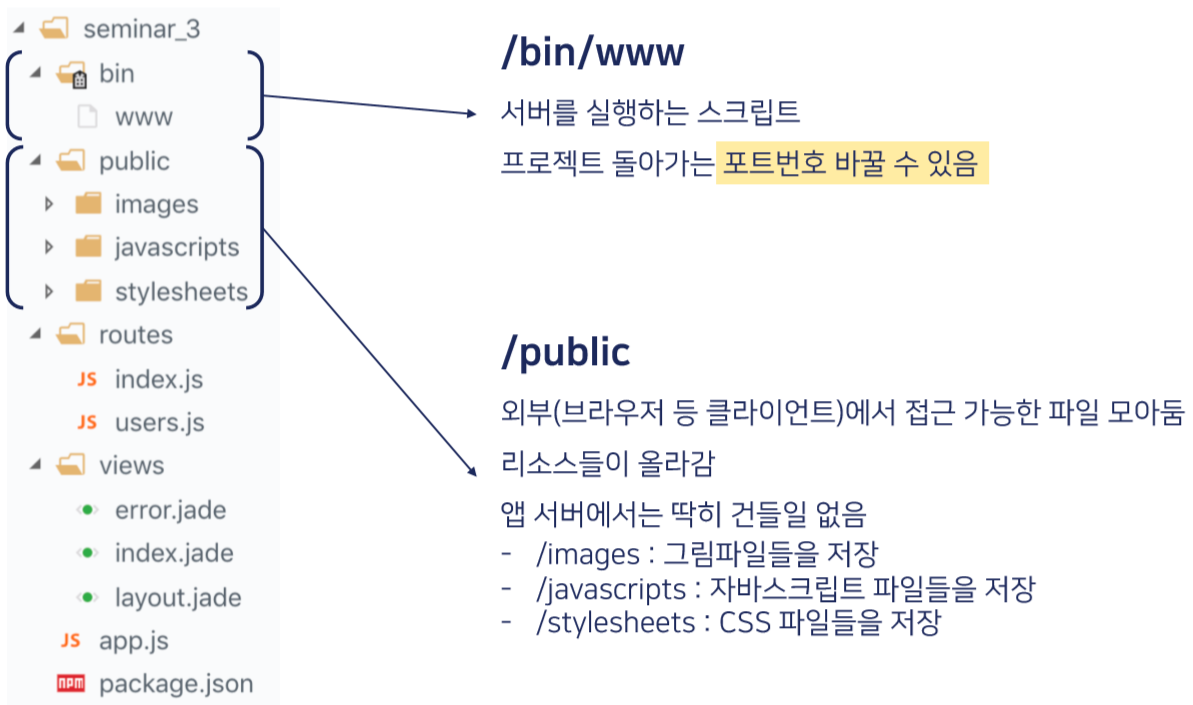 seminar_3
bin
www
public
images
javascripts
stylesheets
routes
JS index.js
JS users.js
views
error.jade
index.jade
layout.jade
JS app.js
npm package.json
/bin/www
서버를 실행하는 스크립트
프로젝트 돌아가는 포트번호 바꿀 수 있음
/public
외부(브라우저 등 클라이언트)에서 접근 가능한 파일 모아둠
리소스들이 올라감
앱 서버에서는 딱히 건들일 없음
- /images : 그림파일들을 저장
- /javascripts : 자바스크립트 파일들을 저장
- /stylesheets : CSS 파일들을 저장